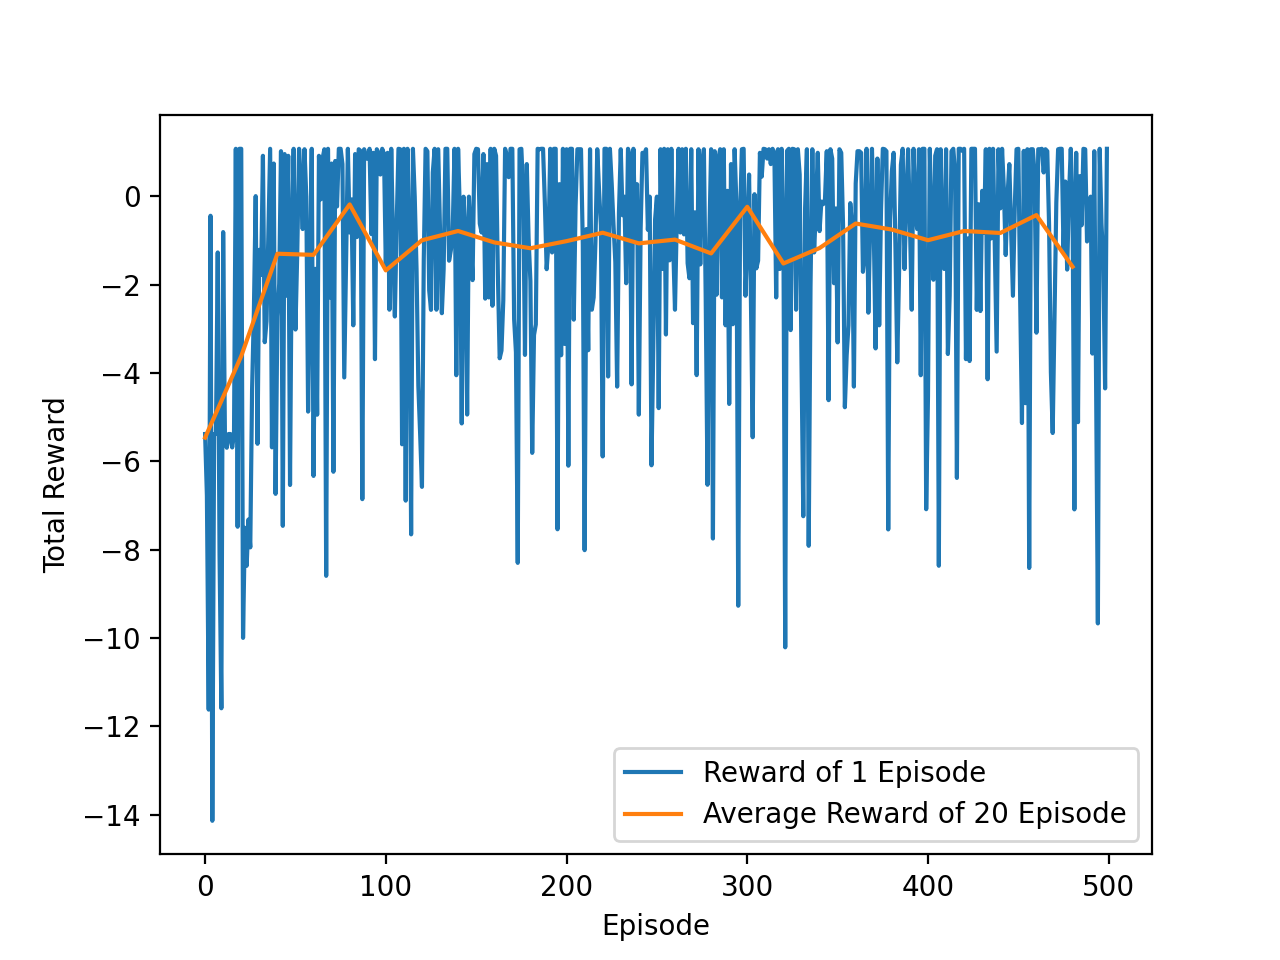 0
−2
−4
−6
−8
−10
−12
−14
Total Reward
Reward of 1 Episode
Average Reward of 20 Episode
0 100 200 300 400 500
Episode